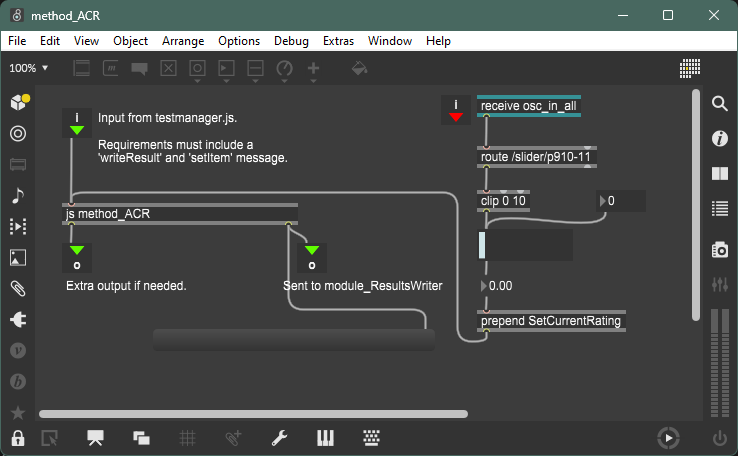 method_ACR
File Edit View Object Arrange Options Debug Extras Window Help
100%
i
Input from testmanager.js.
Requirements must include a
'writeResult' and 'setItem' message.
i
receive osc_in_all
route /slider/p910-11
clip 0 10
0
js method_ACR
o
o
Extra output if needed.
Sent to module_ResultsWriter
0.00
prepend SetCurrentRating